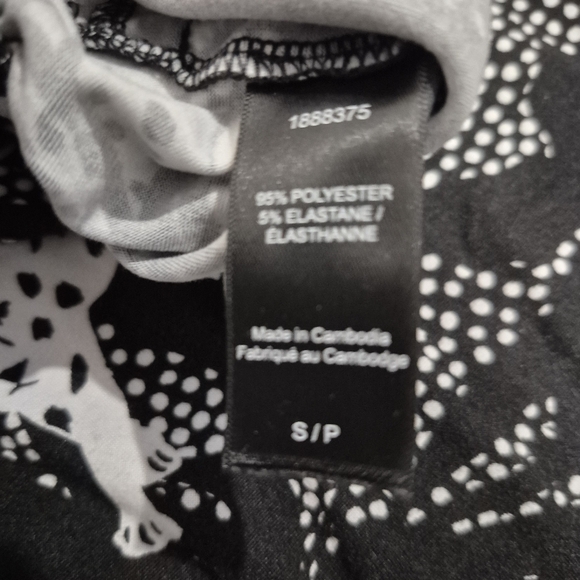 1888375
95% POLYESTER
5% ELASTANE /
ÉLASTHANNE
Made in Cambodia
Fabriqué au Cambodge
S / P